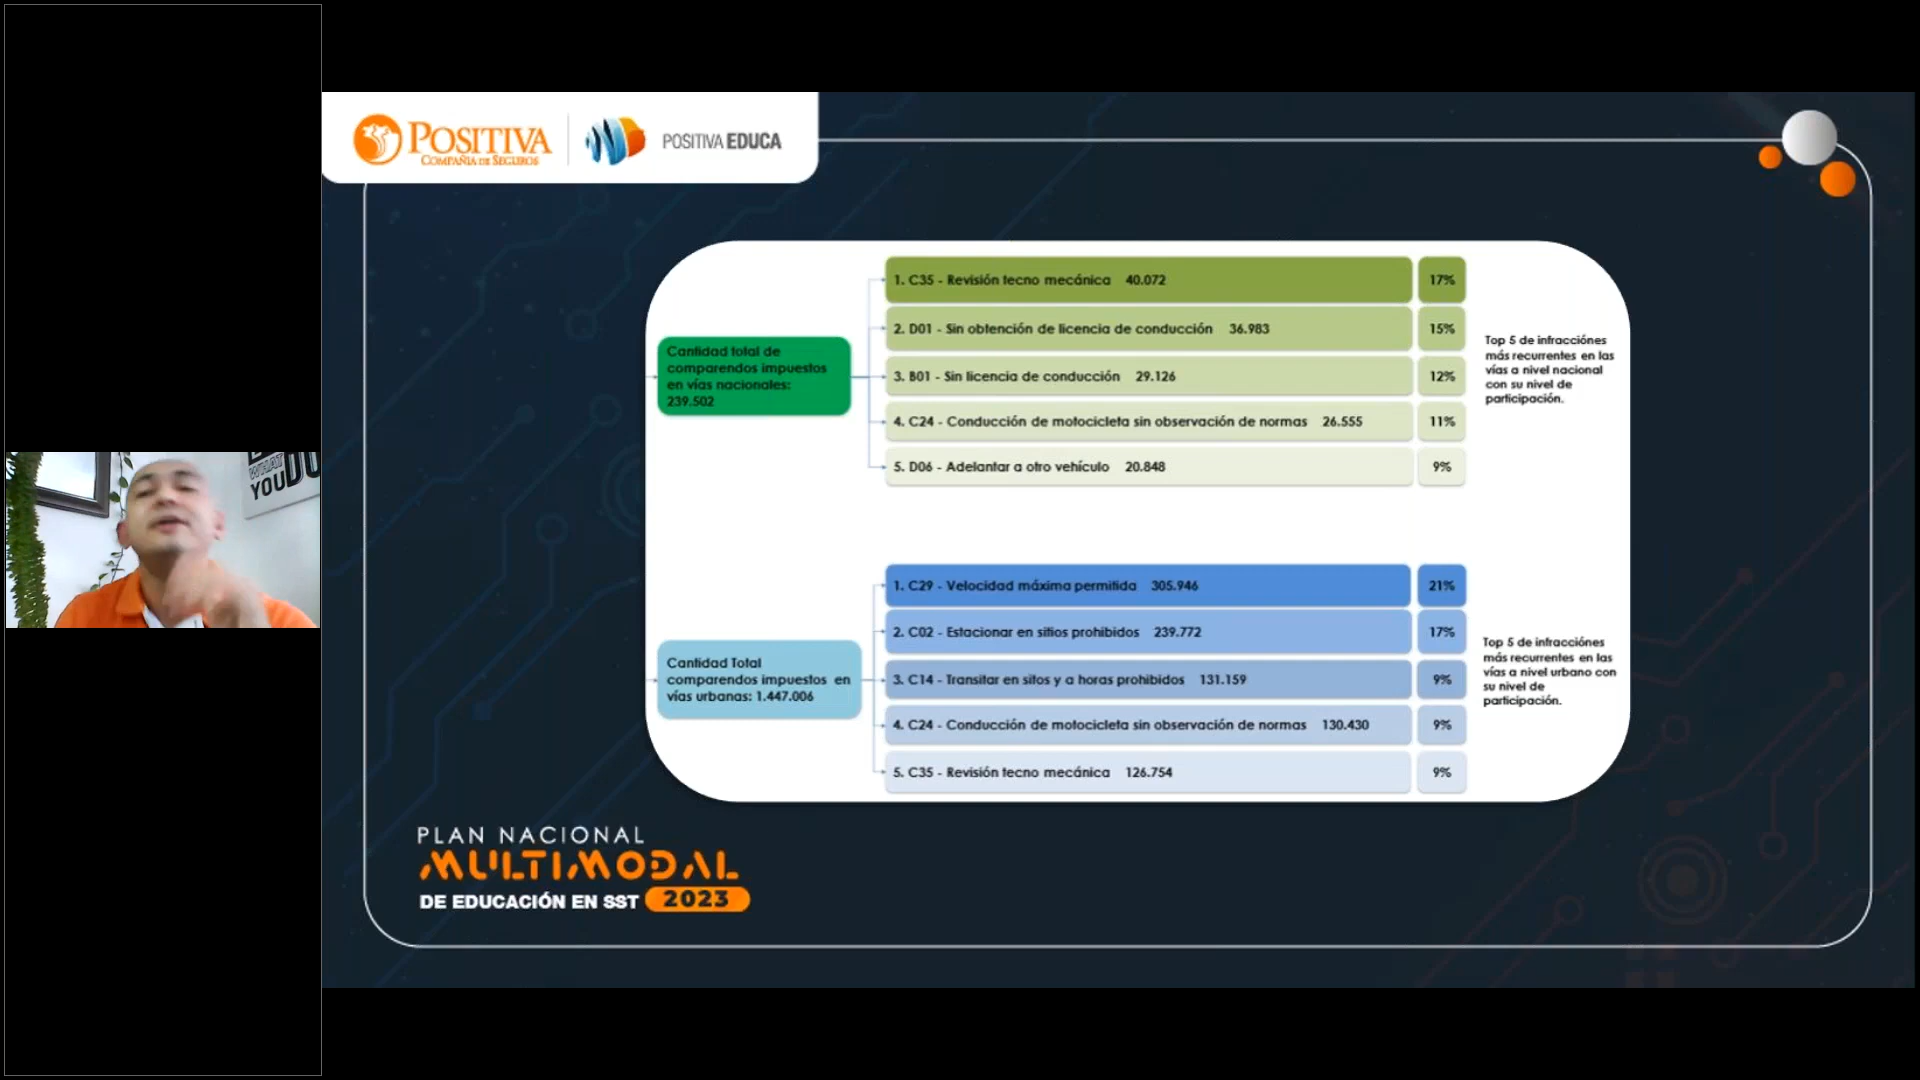 POSITIVA
COMPAÑÍA DE SEGUROS
POSITIVA EDUCA
WHAT
YOU DO
Cantidad total de
comparendos impuestos
en vías nacionales:
239.502
1. C35 - Revisión tecno mecánica 40.072 17%
2. D01 - Sin obtención de licencia de conducción 36.983 15%
3. B01 - Sin licencia de conducción 29.126 12%
4. C24 - Conducción de motocicleta sin observación de normas 26.555 11%
5. D06 - Adelantar a otro vehículo 20.848 9%
Top 5 de infracciónes
más recurrentes en las
vías a nivel nacional
con su nivel de
participación.
Cantidad Total
comparendos impuestos en
vías urbanas: 1.447.006
1. C29 - Velocidad máxima permitida 305.946 21%
2. C02 - Estacionar en sitios prohibidos 239.772 17%
3. C14 - Transitar en sitos y a horas prohibidos 131.159 9%
4. C24 - Conducción de motocicleta sin observación de normas 130.430 9%
5. C35 - Revisión tecno mecánica 126.754 9%
Top 5 de infracciónes
más recurrentes en las
vías a nivel urbano con
su nivel de
participación.
PLAN NACIONAL
MULTIMODAL
DE EDUCACIÓN EN SST 2023